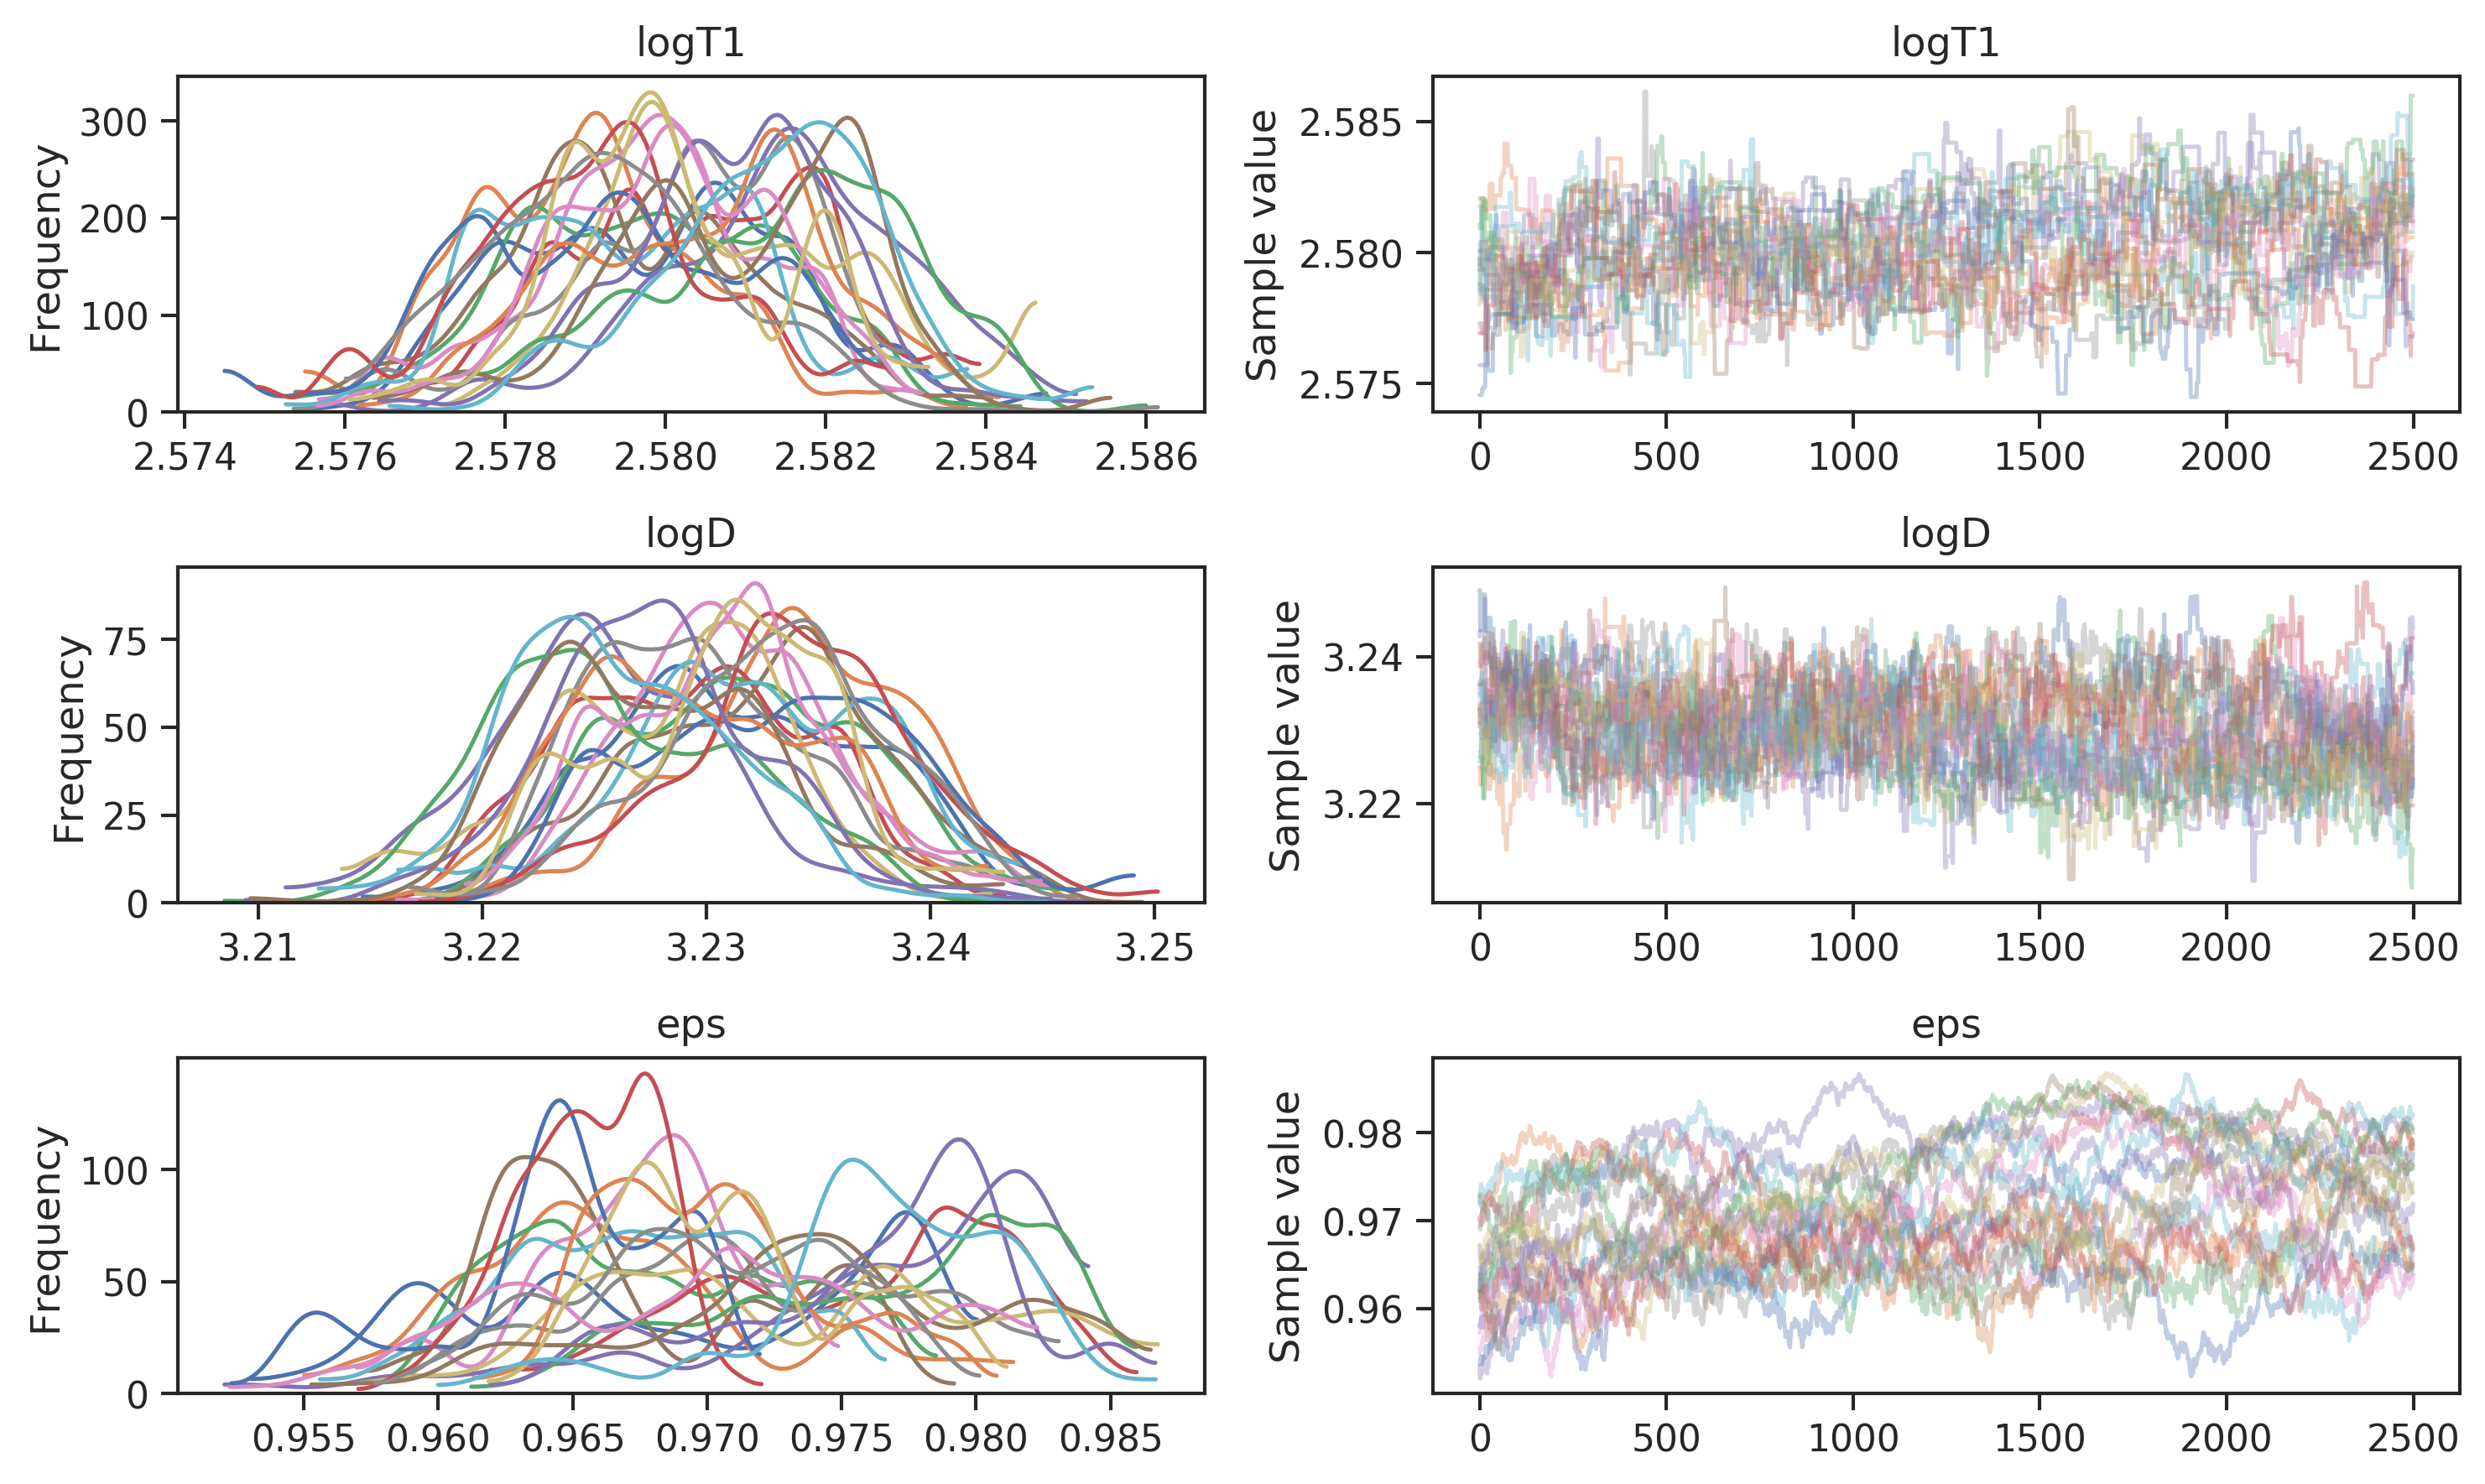 logT1
Frequency
300
200
100
0
2.574 2.576 2.578 2.580 2.582 2.584 2.586
logT1
Sample value
2.585
2.580
2.575
0 500 1000 1500 2000 2500
logD
Frequency
75
50
25
0
3.21 3.22 3.23 3.24 3.25
logD
Sample value
3.24
3.22
0 500 1000 1500 2000 2500
eps
Frequency
100
50
0
0.955 0.960 0.965 0.970 0.975 0.980 0.985
eps
Sample value
0.98
0.97
0.96
0 500 1000 1500 2000 2500